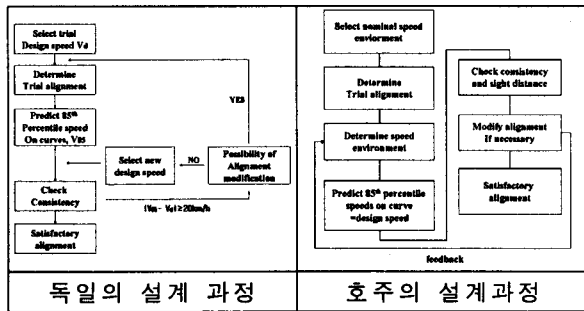 Select trial
Design speed Vd
Determine
Trial alignment
Predict 85th
Percentile speed
On curves, V85
Select new
design speed
NO
YES
Possibility of
Alignment
modification
Check
Consistency
Satisfactory
alignment
독일의 설계 과정
Select nominal speed
enviorment
Determine
Trial alignment
Determine speed
environment
Predict 85th percentile
speeds on curve
=design speed
Check consistency
and sight distance
Modify alignment
If necessary
Satisfactory
alignment
feedback
호주의 설계과정